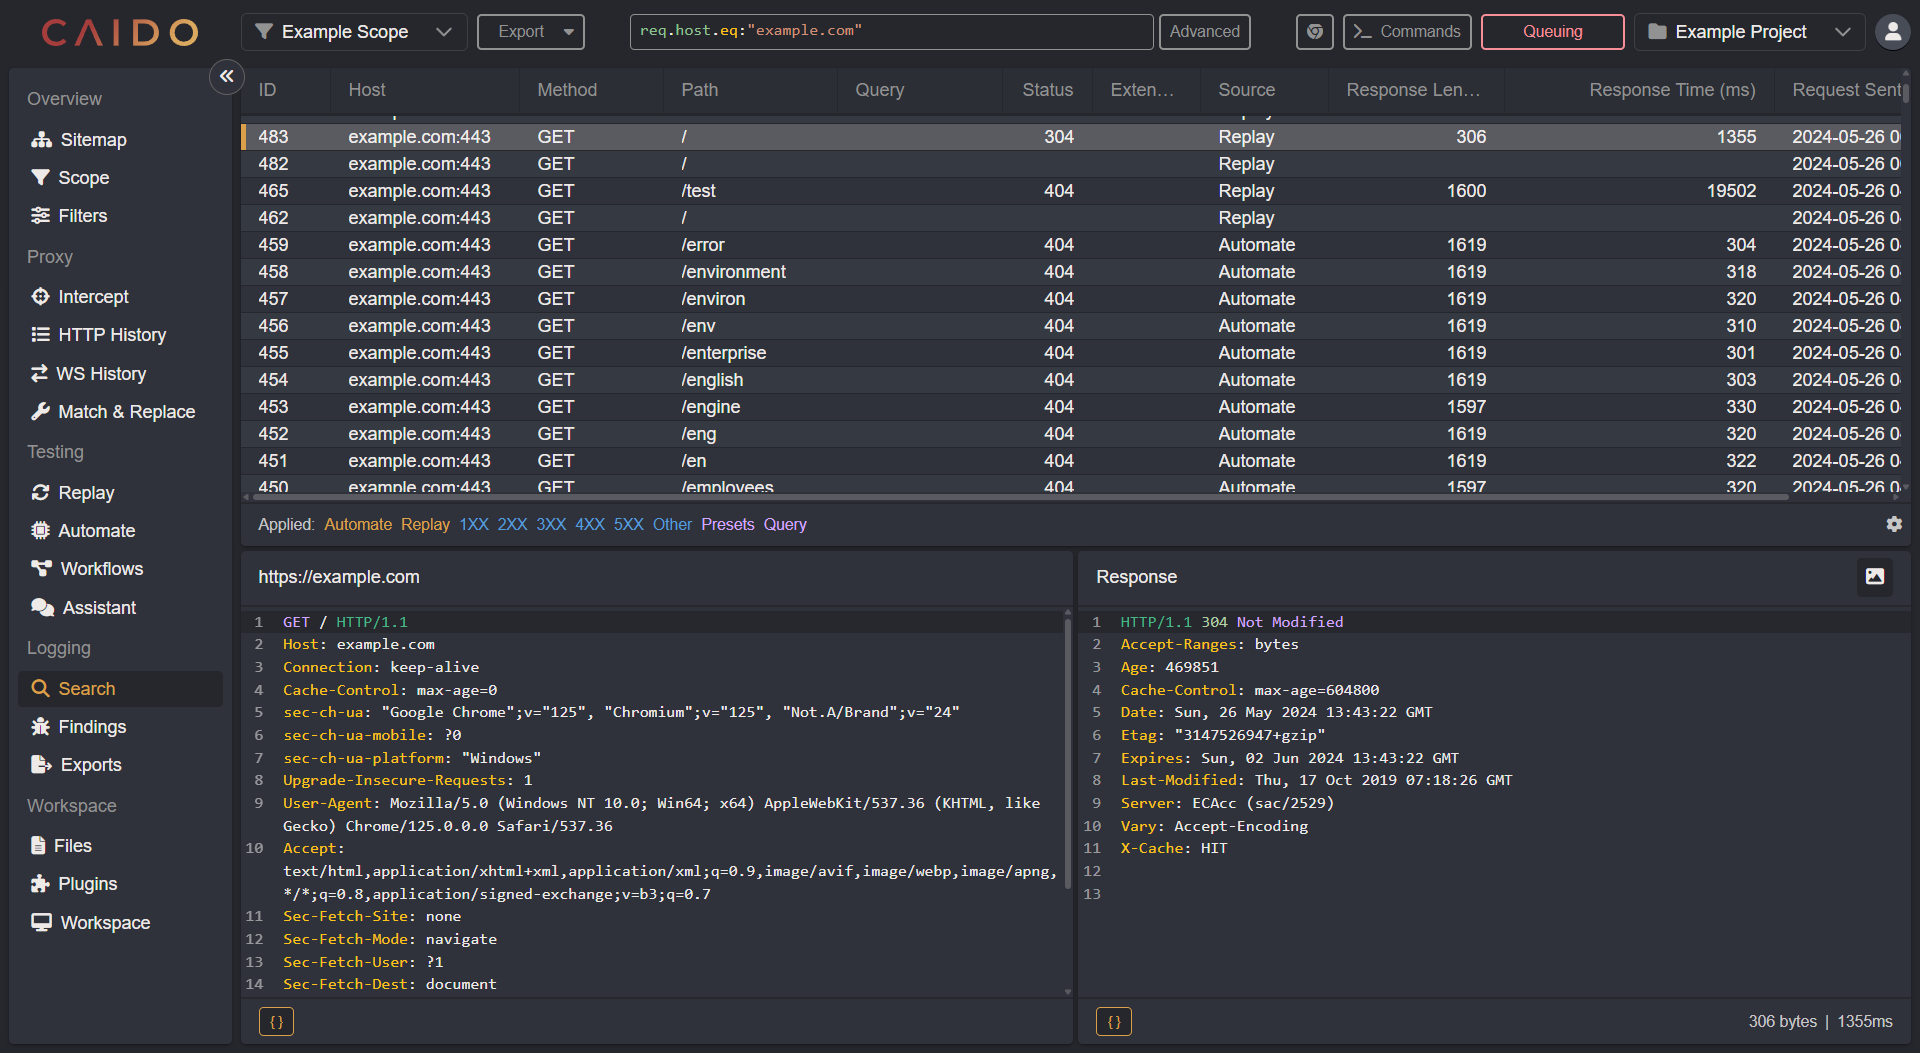 CAIDO Example Scope Export req.host.eq:"example.com" Advanced Commands Queuing Example Project
Overview
Sitemap
Scope
Filters
Proxy
Intercept
HTTP History
WS History
Match & Replace
Testing
Replay
Automate
Workflows
Assistant
Logging
Search
Findings
Exports
Workspace
Files
Plugins
Workspace
ID Host Method Path Query Status Exten... Source Response Len... Response Time (ms) Request Sent
483 example.com:443 GET / 304 Replay 306 1355 2024-05-26 0
482 example.com:443 GET / Replay 2024-05-26 0
465 example.com:443 GET /test 404 Replay 1600 19502 2024-05-26 0
462 example.com:443 GET / Replay 2024-05-26 0
459 example.com:443 GET /error 404 Automate 1619 304 2024-05-26 0
458 example.com:443 GET /environment 404 Automate 1619 318 2024-05-26 0
457 example.com:443 GET /environ 404 Automate 1619 320 2024-05-26 0
456 example.com:443 GET /env 404 Automate 1619 310 2024-05-26 0
455 example.com:443 GET /enterprise 404 Automate 1619 301 2024-05-26 0
454 example.com:443 GET /english 404 Automate 1619 303 2024-05-26 0
453 example.com:443 GET /engine 404 Automate 1597 330 2024-05-26 0
452 example.com:443 GET /eng 404 Automate 1619 320 2024-05-26 0
451 example.com:443 GET /en 404 Automate 1619 322 2024-05-26 0
450 example.com:443 GET /employees 404 Automate 1597 320 2024-05-26 0
Applied: Automate Replay 1XX 2XX 3XX 4XX 5XX Other Presets Query
https://example.com
1 GET / HTTP/1.1
2 Host: example.com
3 Connection: keep-alive
4 Cache-Control: max-age=0
5 sec-ch-ua: "Google Chrome";v="125", "Chromium";v="125", "Not.A/Brand";v="24"
6 sec-ch-ua-mobile: ?0
7 sec-ch-ua-platform: "Windows"
8 Upgrade-Insecure-Requests: 1
9 User-Agent: Mozilla/5.0 (Windows NT 10.0; Win64; x64) AppleWebKit/537.36 (KHTML, like
Gecko) Chrome/125.0.0.0 Safari/537.36
10 Accept:
text/html,application/xhtml+xml,application/xml;q=0.9,image/avif,image/webp,image/apng,
*/*;q=0.8,application/signed-exchange;v=b3;q=0.7
11 Sec-Fetch-Site: none
12 Sec-Fetch-Mode: navigate
13 Sec-Fetch-User: ?1
14 Sec-Fetch-Dest: document
{}
Response
1 HTTP/1.1 304 Not Modified
2 Accept-Ranges: bytes
3 Age: 469851
4 Cache-Control: max-age=604800
5 Date: Sun, 26 May 2024 13:43:22 GMT
6 Etag: "3147526947+gzip"
7 Expires: Sun, 02 Jun 2024 13:43:22 GMT
8 Last-Modified: Thu, 17 Oct 2019 07:18:26 GMT
9 Server: ECAcc (sac/2529)
10 Vary: Accept-Encoding
11 X-Cache: HIT
12
13
{} 306 bytes | 1355ms